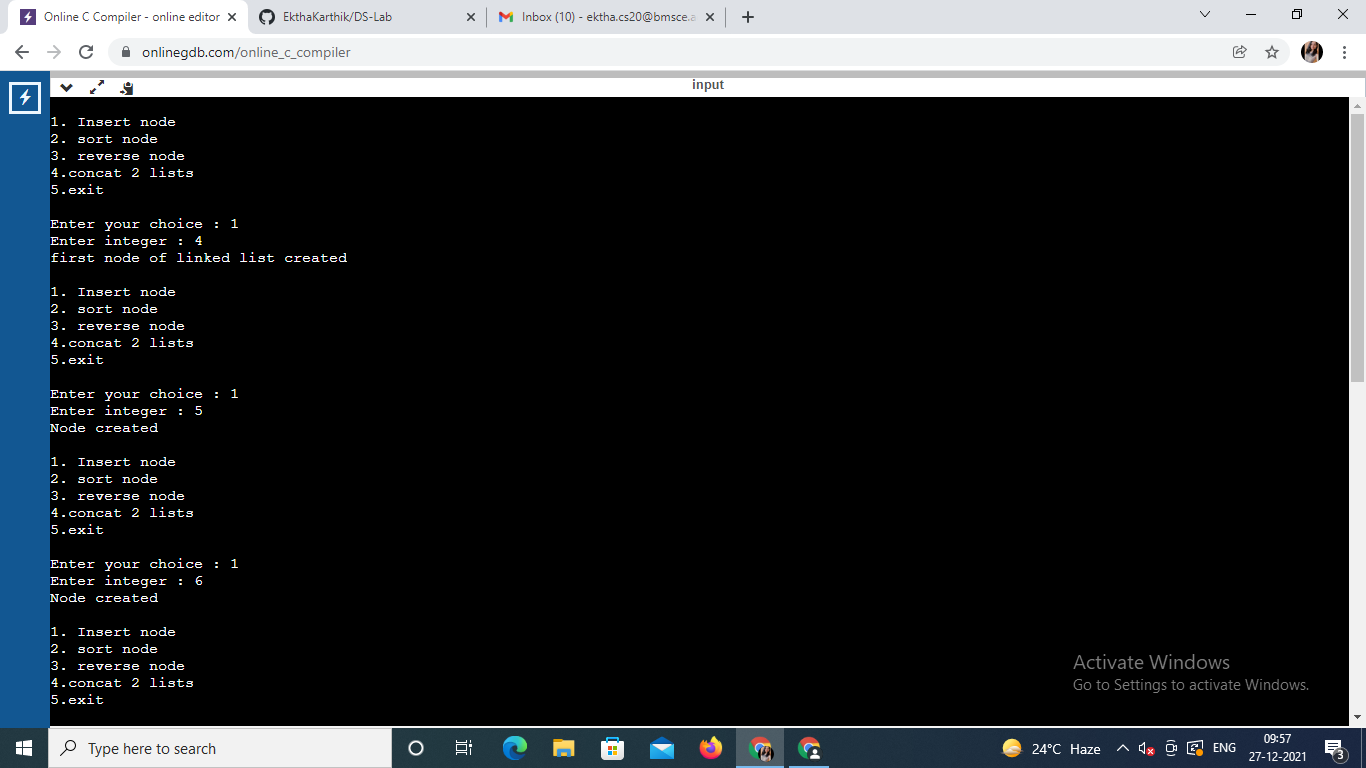 Online C Compiler - online editor
EkthaKarthik/DS-Lab
Inbox (10) - ektha.cs20@bmsce.a
onlinegdb.com/online_c_compiler
input
1. Insert node
2. sort node
3. reverse node
4.concat 2 lists
5.exit
Enter your choice : 1
Enter integer : 4
first node of linked list created
1. Insert node
2. sort node
3. reverse node
4.concat 2 lists
5.exit
Enter your choice : 1
Enter integer : 5
Node created
1. Insert node
2. sort node
3. reverse node
4.concat 2 lists
5.exit
Enter your choice : 1
Enter integer : 6
Node created
1. Insert node
2. sort node
3. reverse node
4.concat 2 lists
5.exit
Activate Windows
Go to Settings to activate Windows.
Type here to search
24°C Haze
ENG
09:57
27-12-2021
3